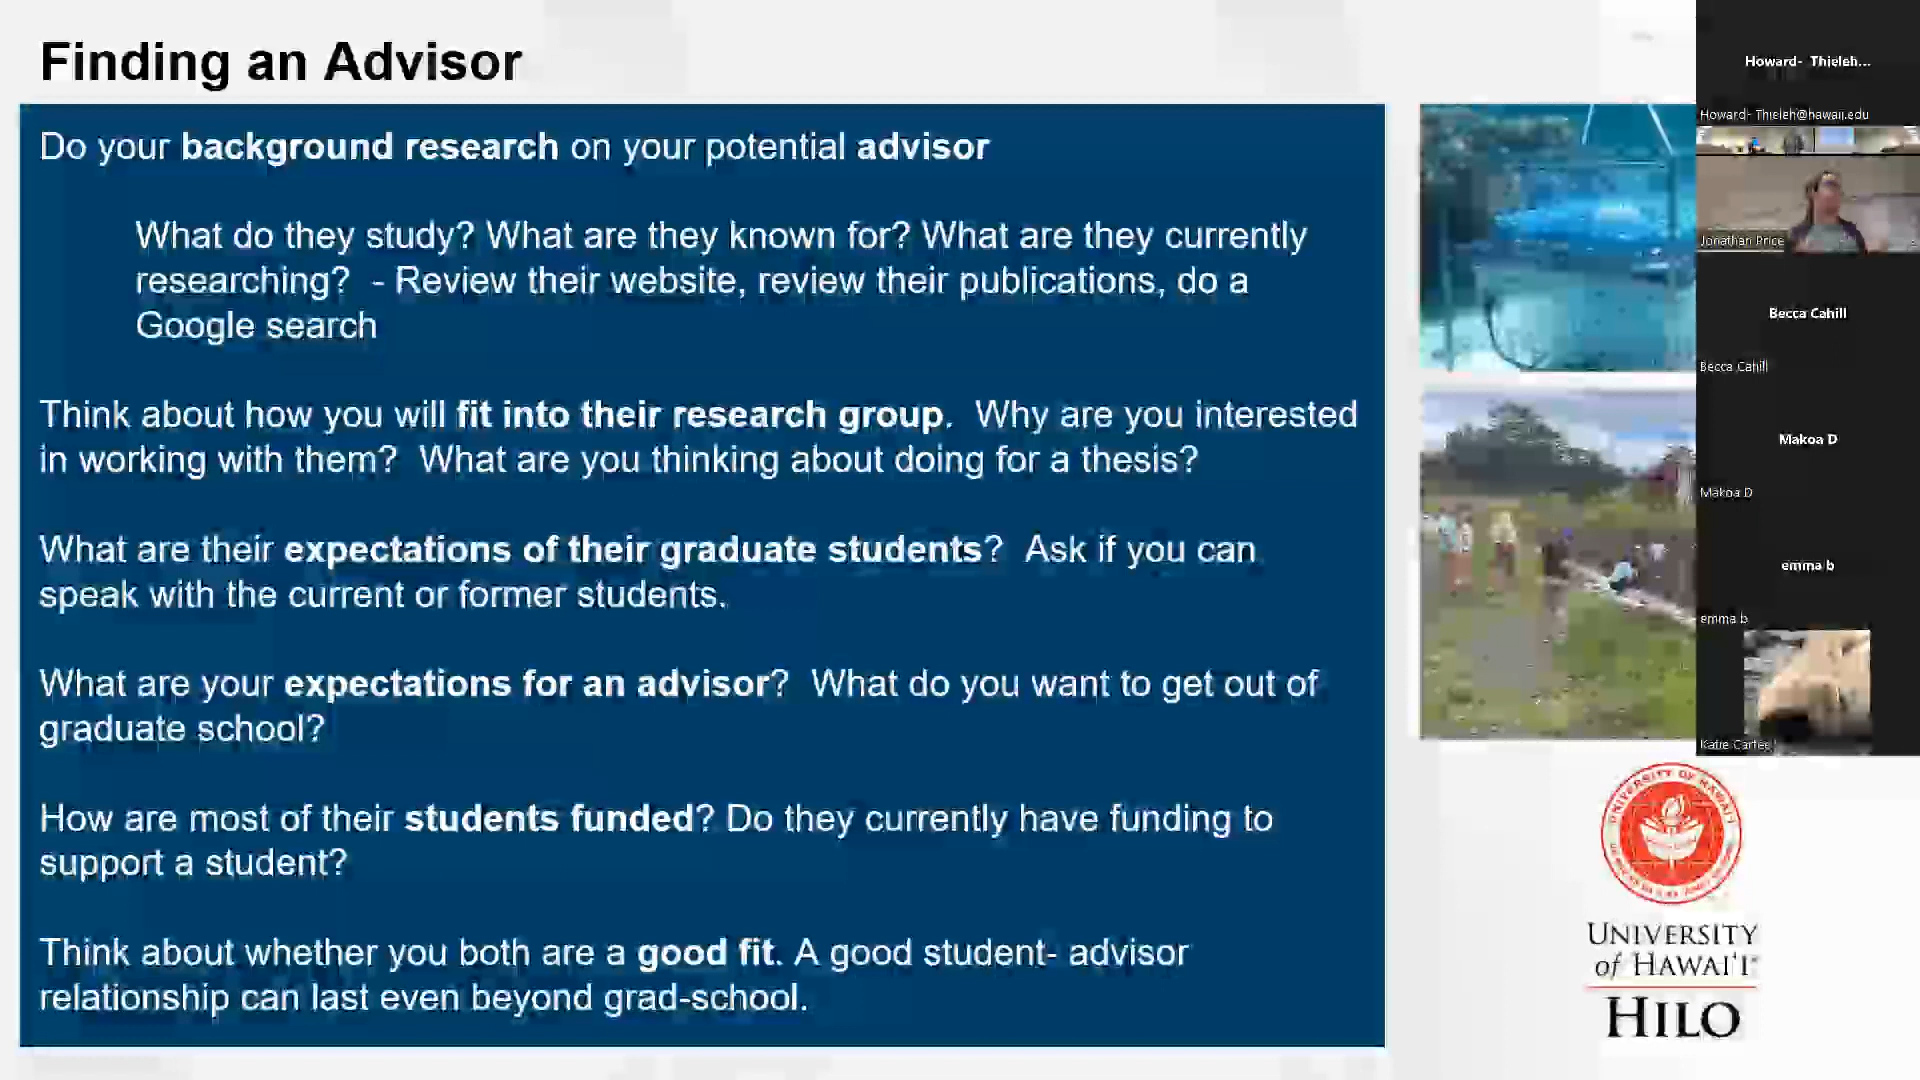 Finding an Advisor
Do your background research on your potential advisor
What do they study? What are they known for? What are they currently
researching?  - Review their website, review their publications, do a
Google search
Think about how you will fit into their research group.  Why are you interested
in working with them?  What are you thinking about doing for a thesis?
What are their expectations of their graduate students?  Ask if you can
speak with the current or former students.
What are your expectations for an advisor?  What do you want to get out of
graduate school?
How are most of their students funded? Do they currently have funding to
support a student?
Think about whether you both are a good fit. A good student- advisor
relationship can last even beyond grad-school.
Howard- Thieleh...
Howard- Thieleh@hawaii.edu
Jonathan Price
Becca Cahill
Becca Cahill
Makoa D
Makoa D
emma b
emma b
Katie
UNIVERSITY OF HAWAI'I
UNIVERSITY
of HAWAI'I
HILO